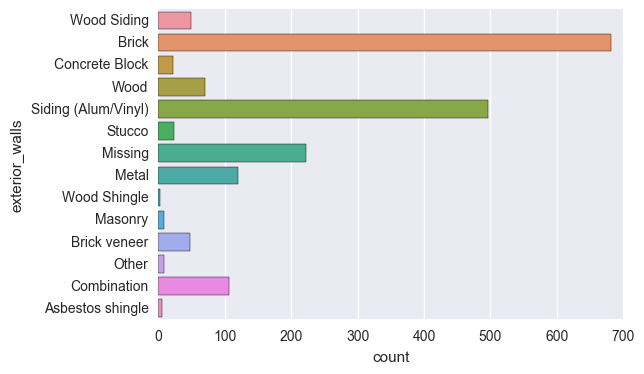 exterior_walls
Wood Siding
Brick
Concrete Block
Wood
Siding (Alum/Vinyl)
Stucco
Missing
Metal
Wood Shingle
Masonry
Brick veneer
Other
Combination
Asbestos shingle
0 100 200 300 400 500 600 700
count